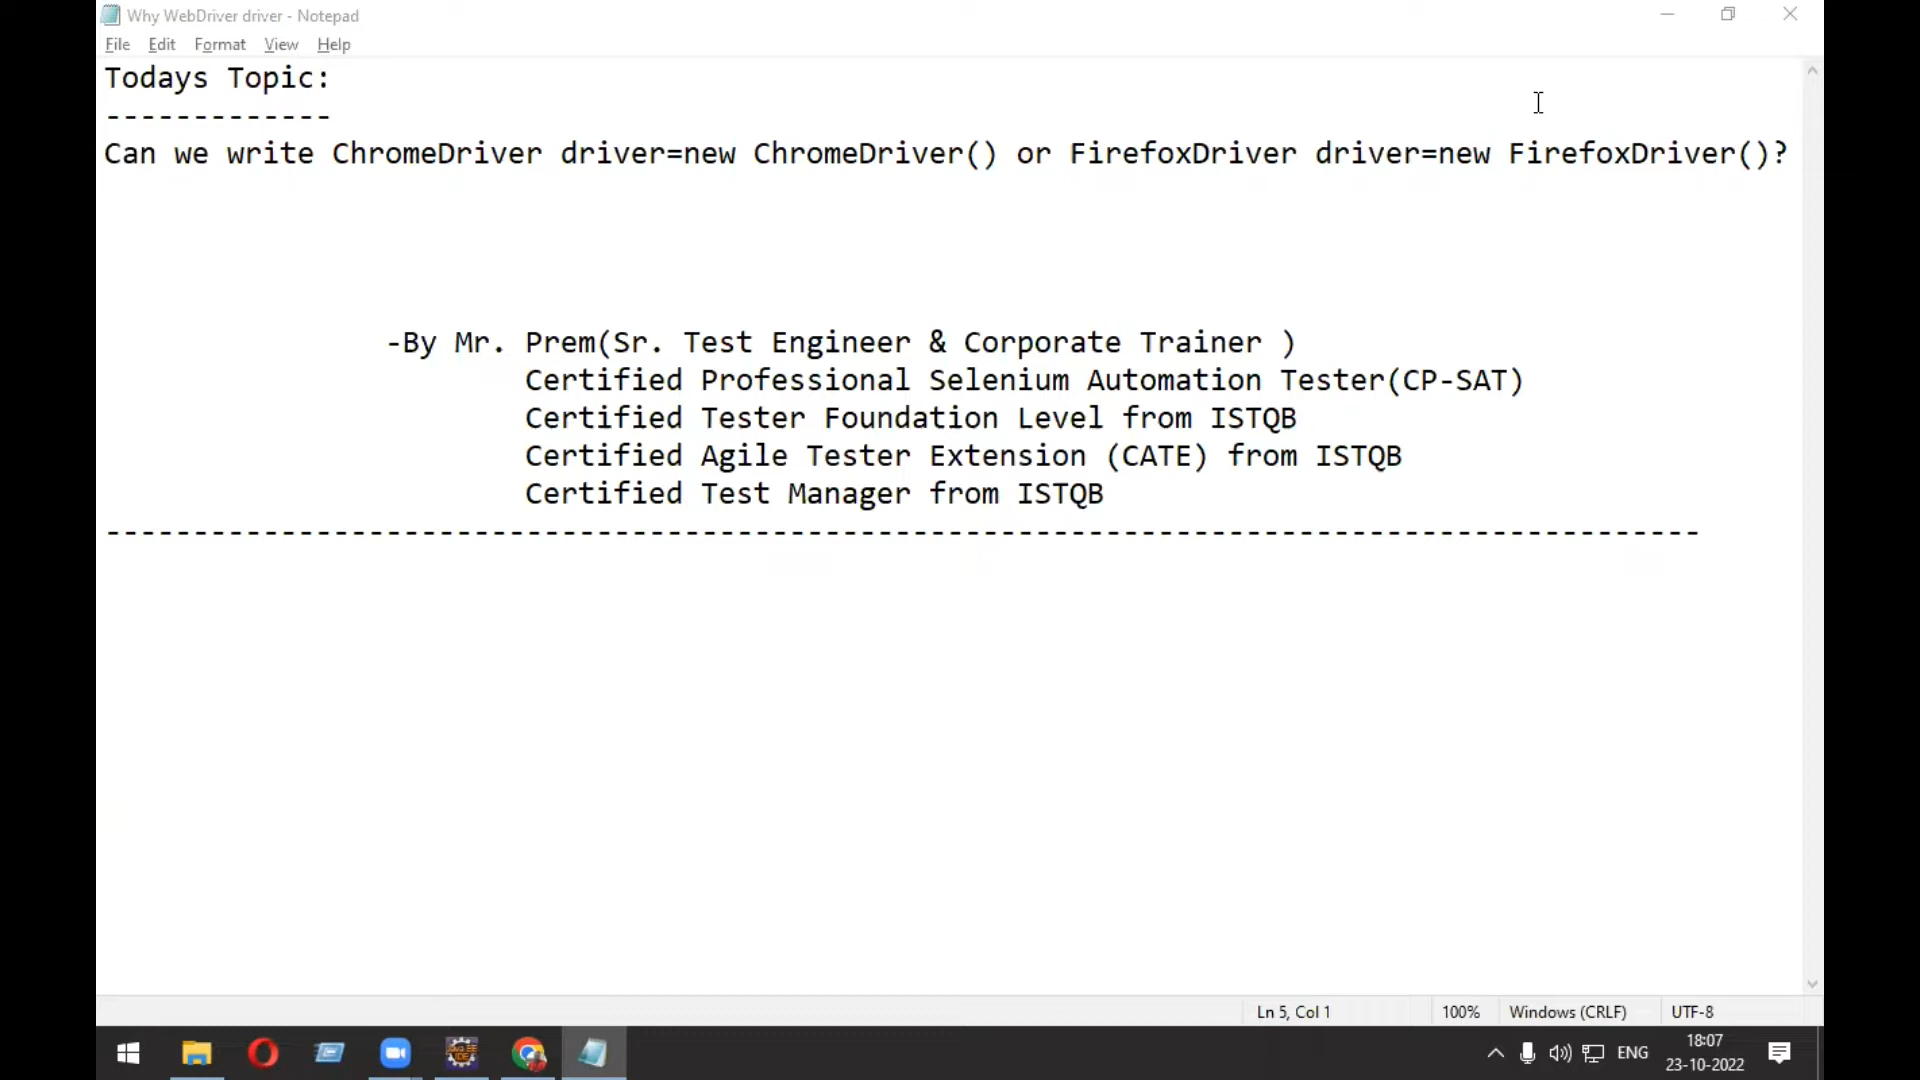 Why WebDriver driver - Notepad
File Edit Format View Help
Todays Topic:
-------------
Can we write ChromeDriver driver=new ChromeDriver() or FirefoxDriver driver=new FirefoxDriver()?
-By Mr. Prem(Sr. Test Engineer & Corporate Trainer )
Certified Professional Selenium Automation Tester(CP-SAT)
Certified Tester Foundation Level from ISTQB
Certified Agile Tester Extension (CATE) from ISTQB
Certified Test Manager from ISTQB
-------------------------------------------------------------------------------------------
Ln 5, Col 1 100% Windows (CRLF) UTF-8
ENG 18:07
23-10-2022